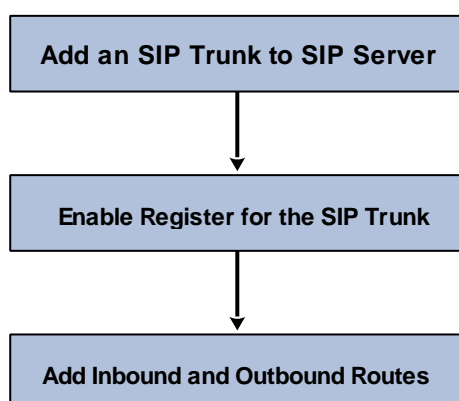 Add an SIP Trunk to SIP Server
Enable Register for the SIP Trunk
Add Inbound and Outbound Routes